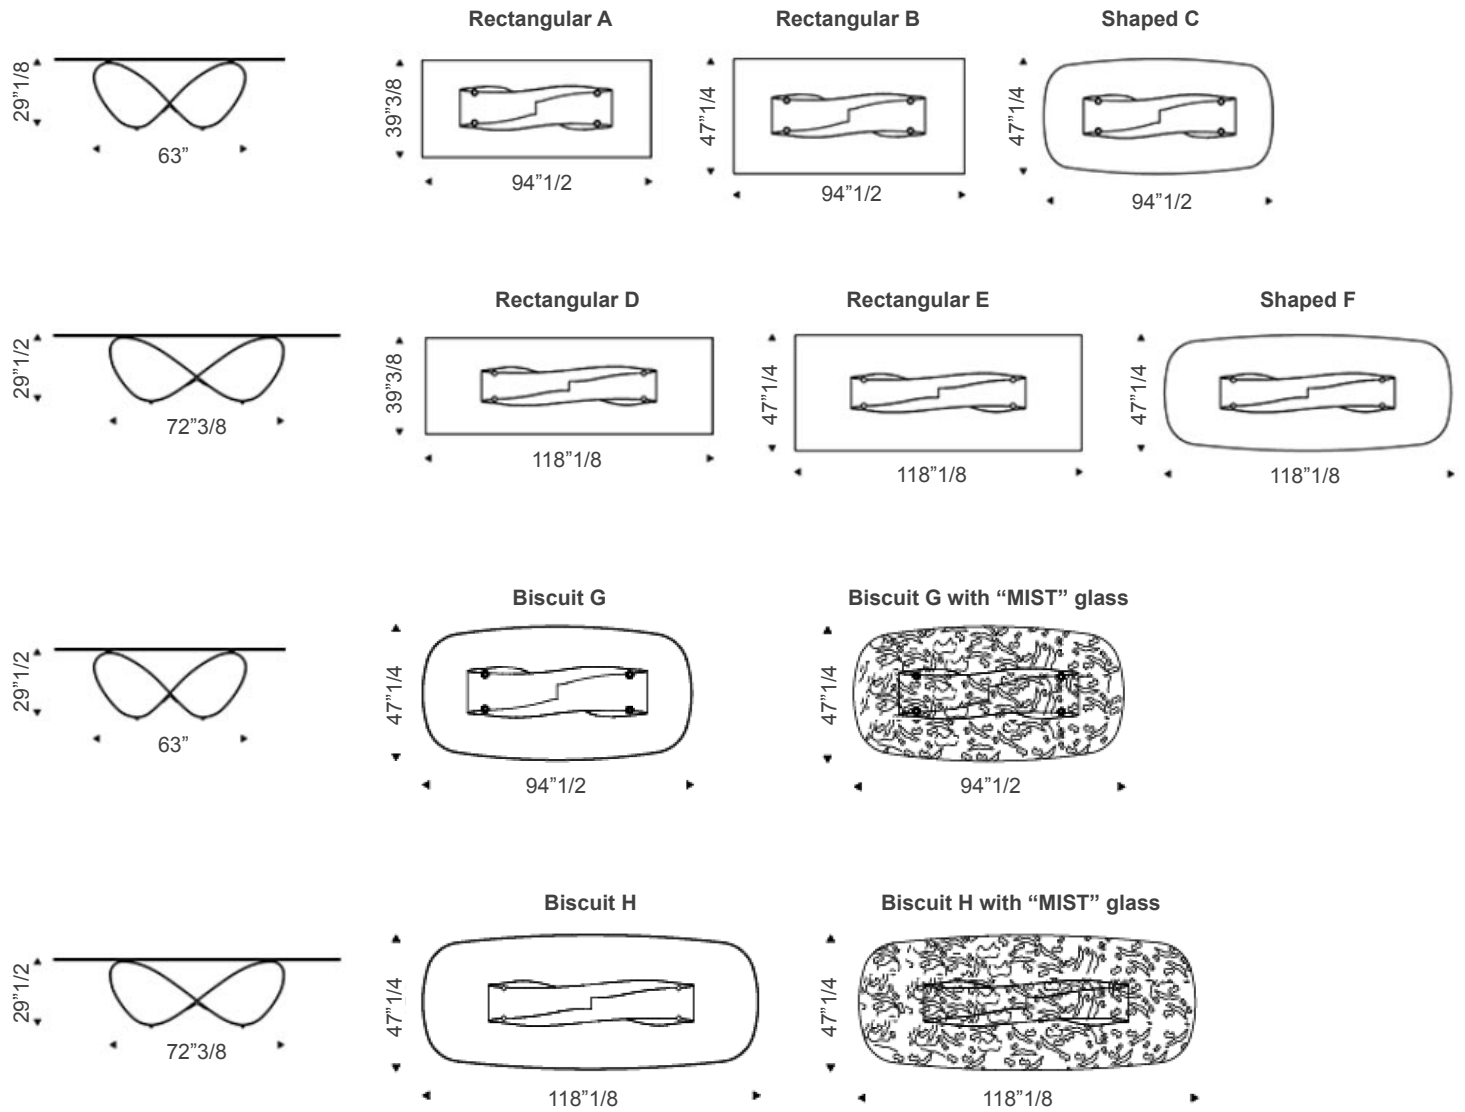 Rectangular A
Rectangular B
Shaped C
29”1/8
63”
39”3/8
94”1/2
47”1/4
94”1/2
47”1/4
94”1/2
Rectangular D
Rectangular E
Shaped F
29”1/2
72”3/8
39”3/8
118”1/8
47”1/4
118”1/8
47”1/4
118”1/8
Biscuit G
Biscuit G with “MIST” glass
29”1/2
63”
47”1/4
94”1/2
47”1/4
94”1/2
Biscuit H
Biscuit H with “MIST” glass
29”1/2
72”3/8
47”1/4
118”1/8
47”1/4
118”1/8